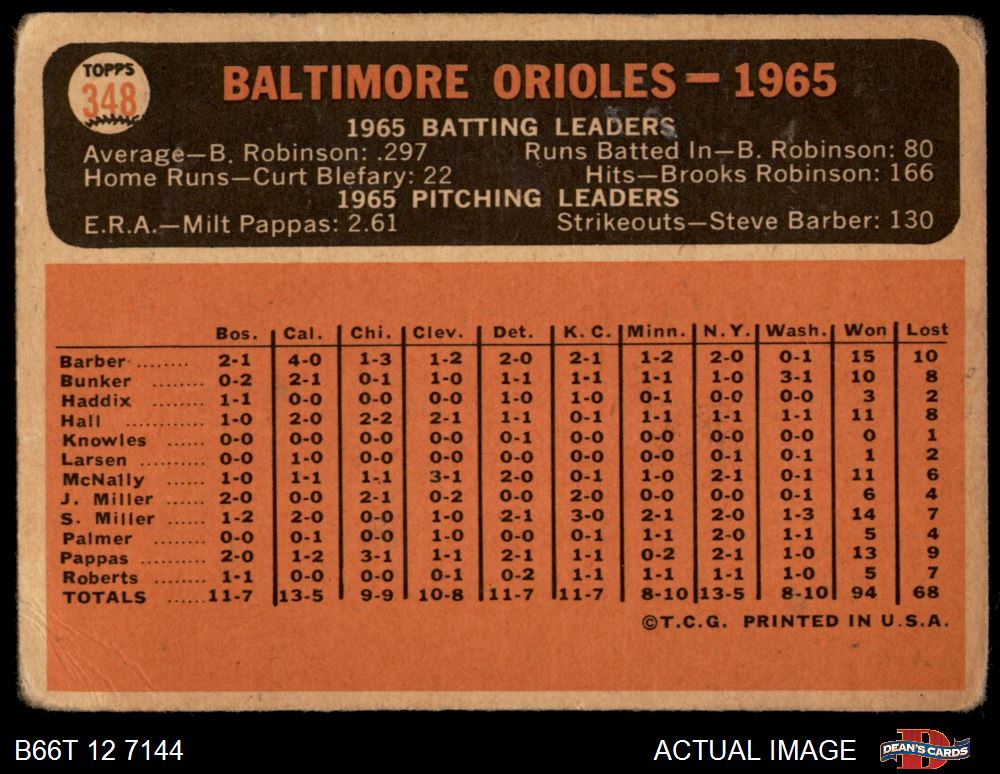 TOPPS
348
BALTIMORE ORIOLES — 1965
1965 BATTING LEADERS
Average—B. Robinson: .297 Runs Batted In—B. Robinson: 80
Home Runs—Curt Blefary: 22 Hits—Brooks Robinson: 166
1965 PITCHING LEADERS
E.R.A.—Milt Pappas: 2.61 Strikeouts—Steve Barber: 130
Bos. Cal. Chi. Clev. Det. K. C. Minn. N.Y. Wash. Won Lost
Barber ........ 2-1 4-0 1-3 1-2 2-0 2-1 1-2 2-0 0-1 15 10
Bunker ........ 0-2 2-1 0-1 1-0 1-1 1-1 1-1 1-0 3-1 10 8
Haddix ........ 1-1 0-0 0-0 0-0 1-0 1-0 0-1 0-0 0-0 3 2
Hall ........ 1-0 2-0 2-2 2-1 1-1 0-1 1-1 1-1 1-1 11 8
Knowles ...... 0-0 0-0 0-0 0-0 0-1 0-0 0-0 0-0 0-0 0 1
Larsen .......... 0-0 1-0 0-0 0-0 0-0 0-0 0-0 0-1 0-1 1 2
McNally ...... 1-0 1-1 1-1 3-1 2-0 0-1 1-0 2-1 0-1 11 6
J. Miller ...... 2-0 0-0 2-1 0-2 0-0 2-0 0-0 0-0 0-1 6 4
S. Miller ...... 1-2 2-0 0-0 1-0 2-1 3-0 2-1 2-0 1-3 14 7
Palmer ........ 0-0 0-1 0-0 1-0 0-0 0-1 1-1 2-0 1-1 5 4
Pappas ........ 2-0 1-2 3-1 1-1 2-1 1-1 0-2 2-1 1-0 13 9
Roberts ...... 1-1 0-0 0-0 0-1 0-2 1-1 1-1 1-1 1-0 5 7
TOTALS ...... 11-7 13-5 9-9 10-8 11-7 11-7 8-10 13-5 8-10 94 68
©T.C.G. PRINTED IN U.S.A.
B66T 12 7144 ACTUAL IMAGE DEAN'S CARDS